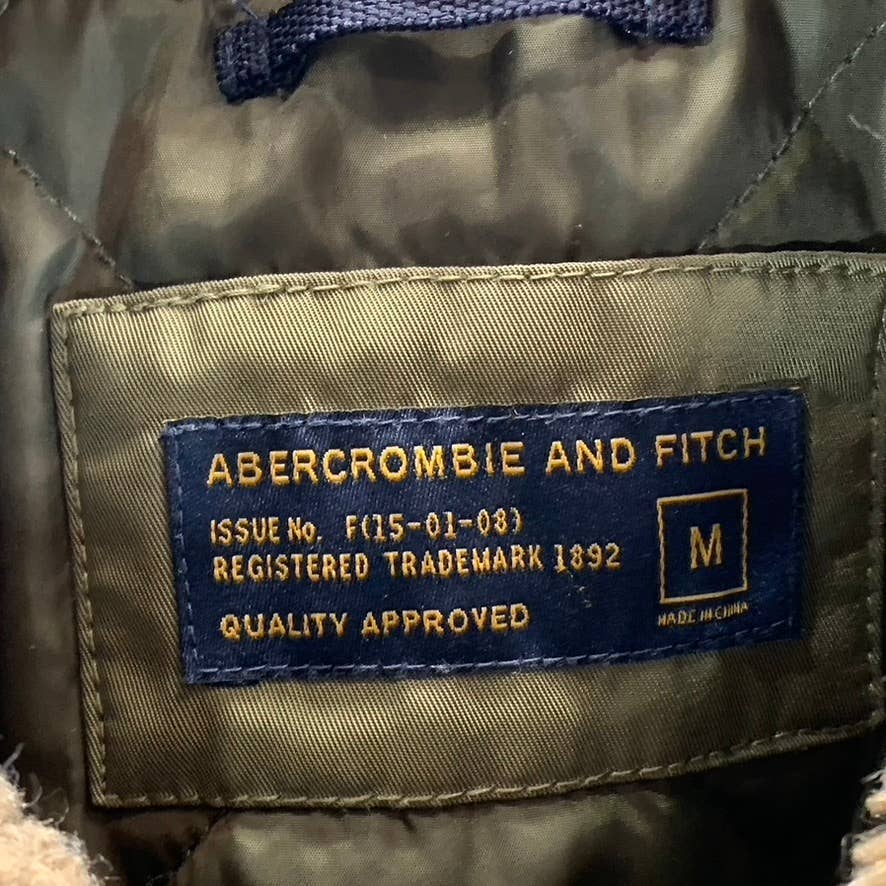 ABERCROMBIE AND FITCH
ISSUE No. F(15-01-08)
REGISTERED TRADEMARK 1892
QUALITY APPROVED
M
MADE IN CHINA